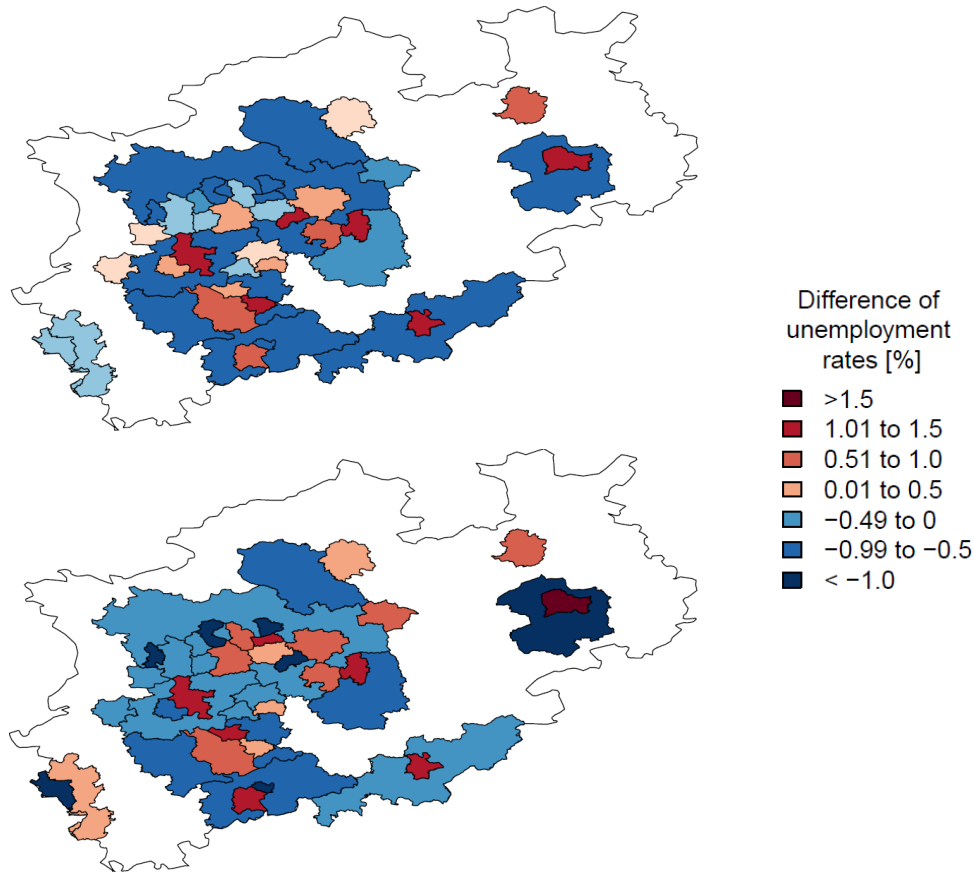 Difference of
unemployment
rates [%]
>1.5
1.01 to 1.5
0.51 to 1.0
0.01 to 0.5
−0.49 to 0
−0.99 to −0.5
< −1.0